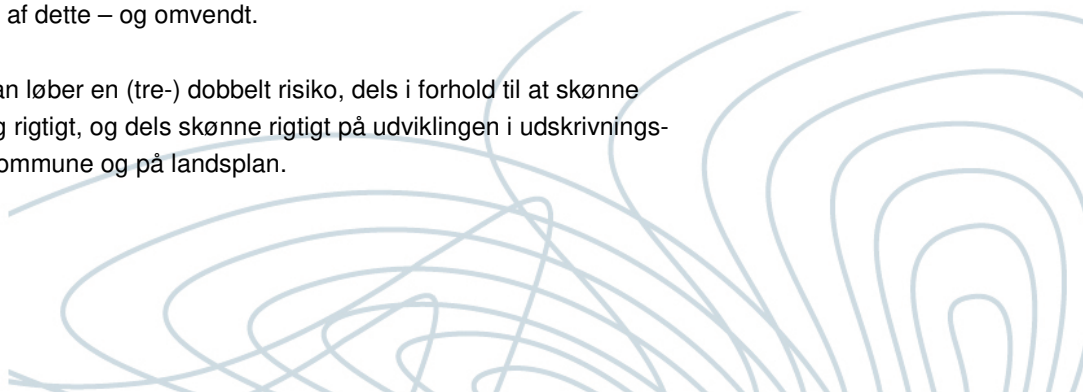 af dette – og omvendt.
an løber en (tre-) dobbelt risiko, dels i forhold til at skønne
g rigtigt, og dels skønne rigtigt på udviklingen i udskrivnings-
ommune og på landsplan.